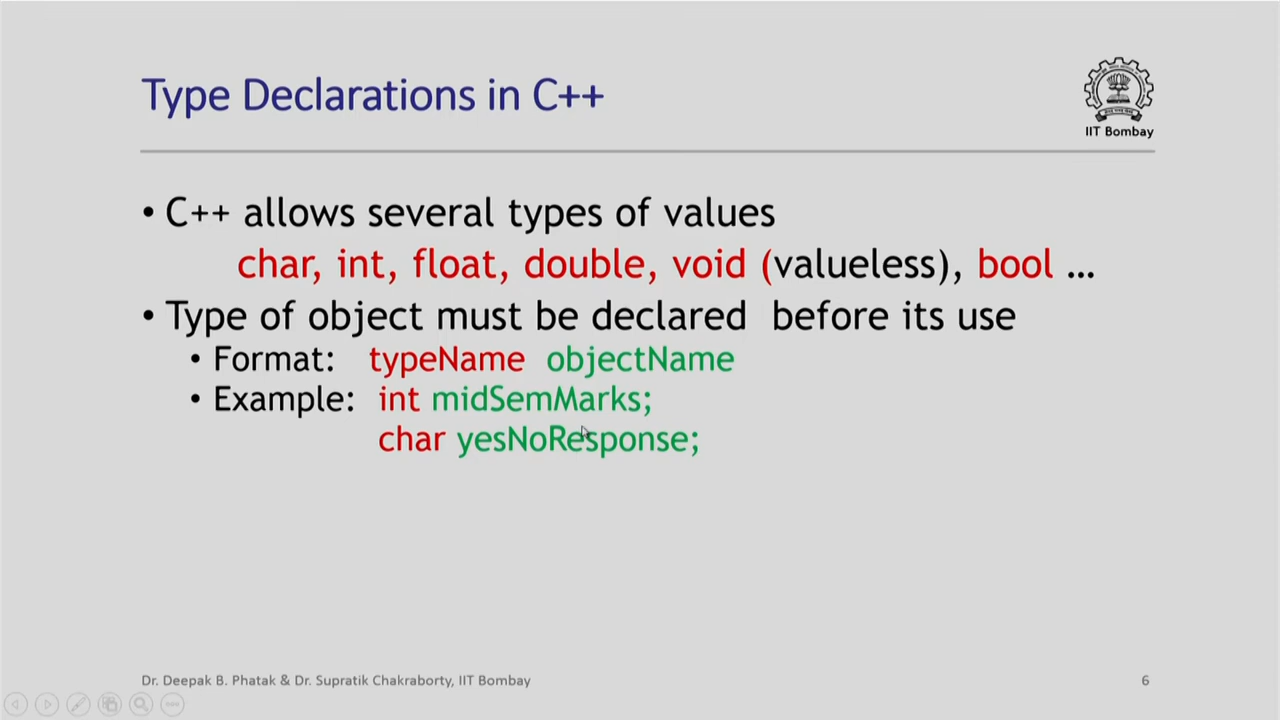 Type Declarations in C++
IIT Bombay
• C++ allows several types of values
char, int, float, double, void (valueless), bool ...
• Type of object must be declared before its use
• Format: typeName objectName
• Example: int midSemMarks;
char yesNoResponse;
Dr. Deepak B. Phatak & Dr. Supratik Chakraborty, IIT Bombay
6